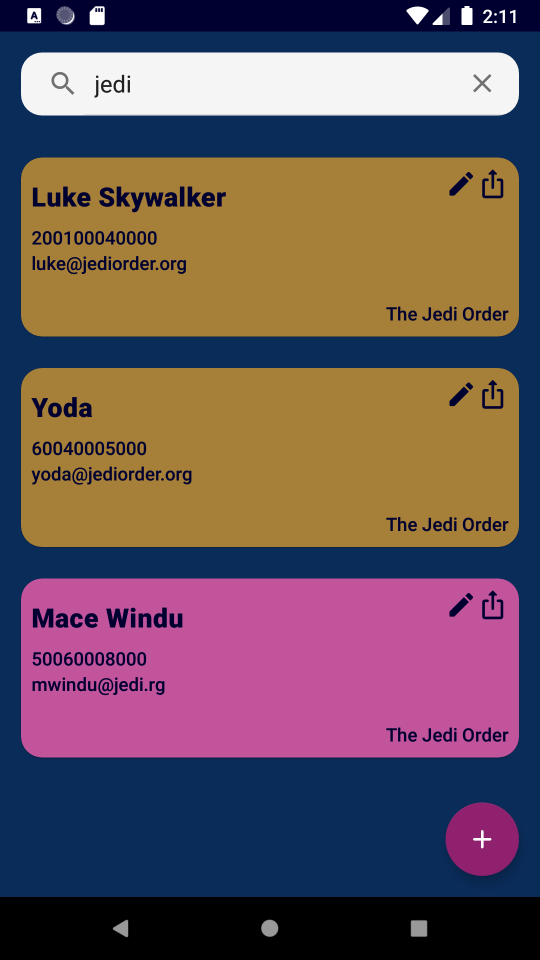 2:11
jedi
Luke Skywalker
200100040000
luke@jediorder.org
The Jedi Order
Yoda
60040005000
yoda@jediorder.org
The Jedi Order
Mace Windu
50060008000
mwindu@jedi.rg
The Jedi Order